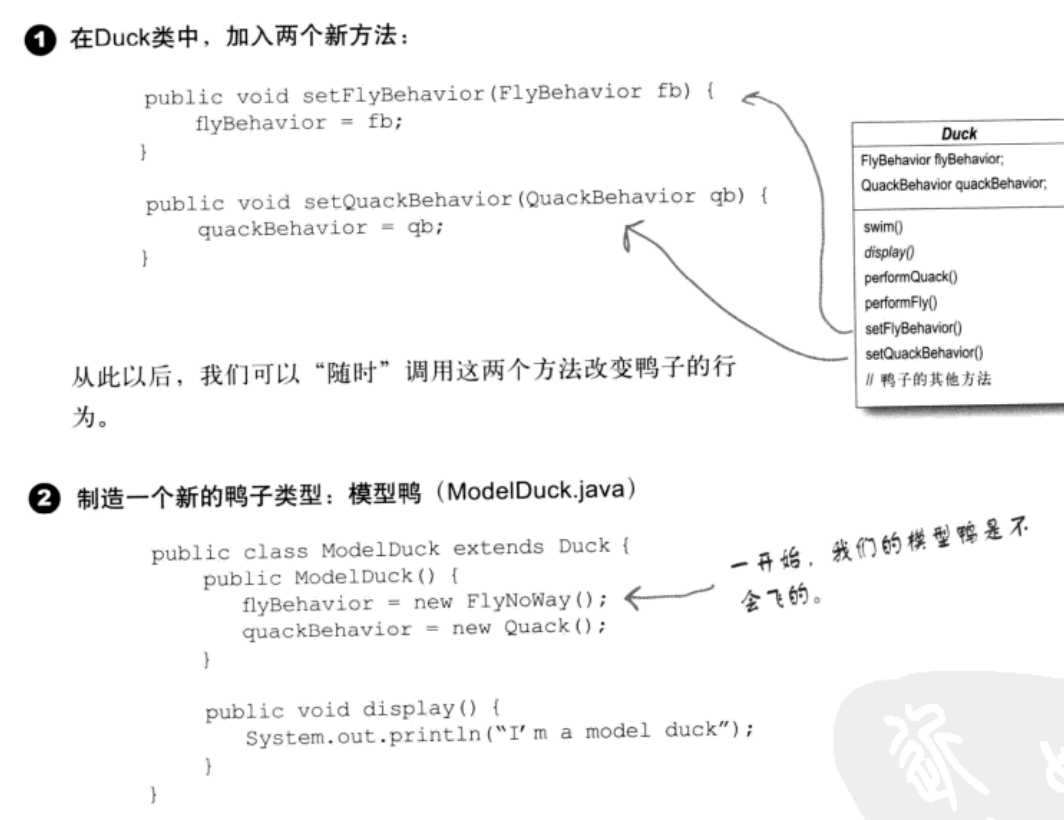 1 在Duck类中，加入两个新方法：
public void setFlyBehavior(FlyBehavior fb) {
flyBehavior = fb;
}
public void setQuackBehavior(QuackBehavior qb) {
quackBehavior = qb;
}
Duck
FlyBehavior flyBehavior;
QuackBehavior quackBehavior;
swim()
display()
performQuack()
performFly()
setFlyBehavior()
setQuackBehavior()
// 鸭子的其他方法
从此以后，我们可以“随时”调用这两个方法改变鸭子的行
为。
2 制造一个新的鸭子类型：模型鸭（ModelDuck.java）
public class ModelDuck extends Duck {
public ModelDuck() {
flyBehavior = new FlyNoWay();
quackBehavior = new Quack();
}
一开始，我们的模型鸭是不
会飞的。
public void display() {
System.out.println(“I’m a model duck”);
}
}